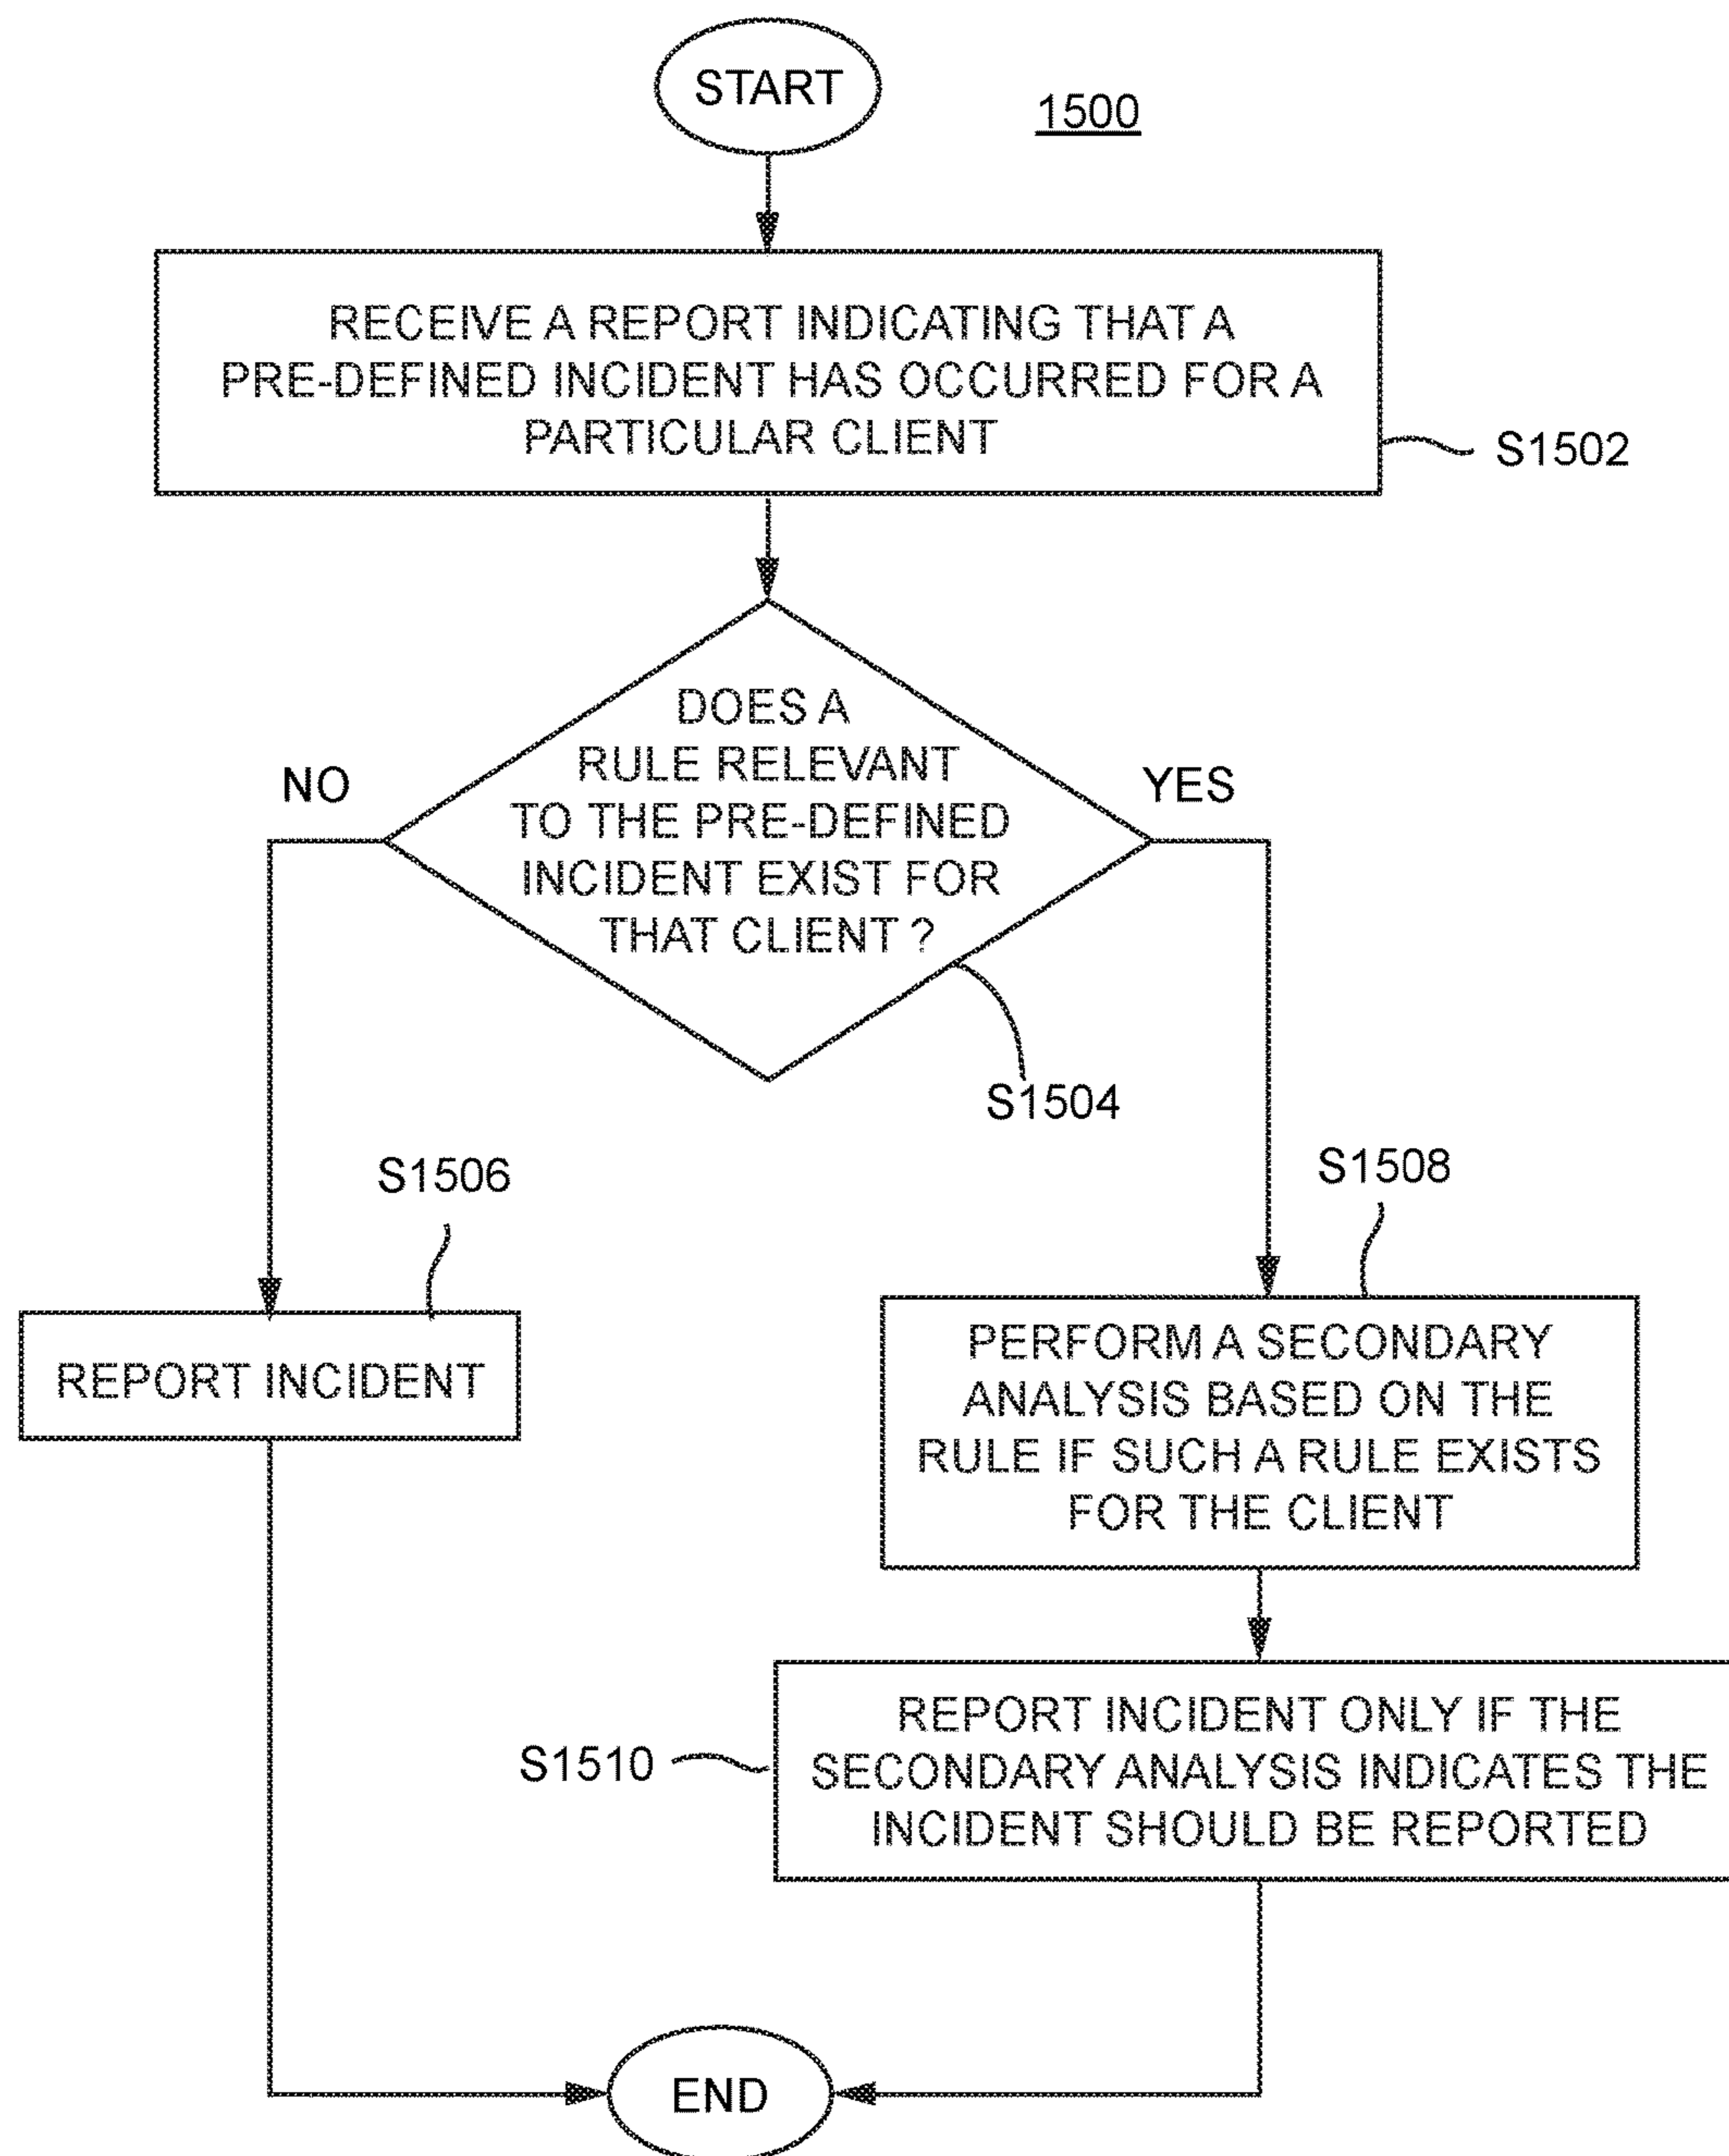 START
1500
RECEIVE A REPORT INDICATING THAT A
PRE-DEFINED INCIDENT HAS OCCURRED FOR A
PARTICULAR CLIENT
S1502
DOES A
RULE RELEVANT
TO THE PRE-DEFINED
INCIDENT EXIST FOR
THAT CLIENT ?
NO
YES
S1504
S1506
S1508
REPORT INCIDENT
PERFORM A SECONDARY
ANALYSIS BASED ON THE
RULE IF SUCH A RULE EXISTS
FOR THE CLIENT
S1510
REPORT INCIDENT ONLY IF THE
SECONDARY ANALYSIS INDICATES THE
INCIDENT SHOULD BE REPORTED
END